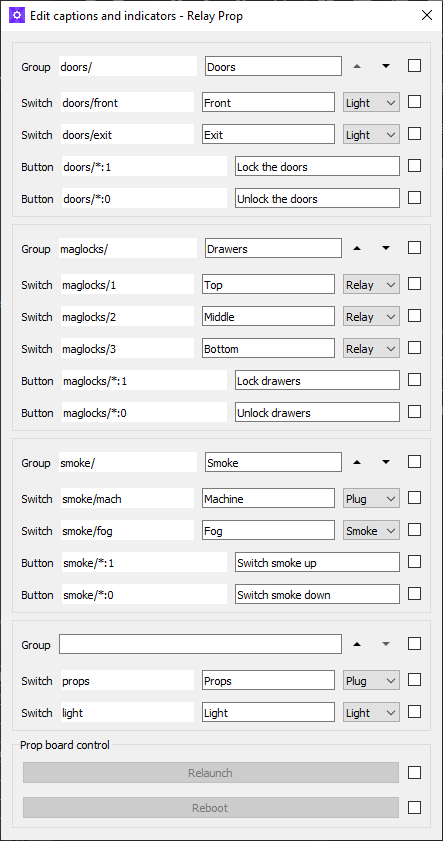 Edit captions and indicators - Relay Prop
Group doors/ Doors
Switch doors/front Front Light
Switch doors/exit Exit Light
Button doors/*:1 Lock the doors
Button doors/*:0 Unlock the doors
Group maglocks/ Drawers
Switch maglocks/1 Top Relay
Switch maglocks/2 Middle Relay
Switch maglocks/3 Bottom Relay
Button maglocks/*:1 Lock drawers
Button maglocks/*:0 Unlock drawers
Group smoke/ Smoke
Switch smoke/mach Machine Plug
Switch smoke/fog Fog Smoke
Button smoke/*:1 Switch smoke up
Button smoke/*:0 Switch smoke down
Group
Switch props Props Plug
Switch light Light Light
Prop board control
Relaunch
Reboot